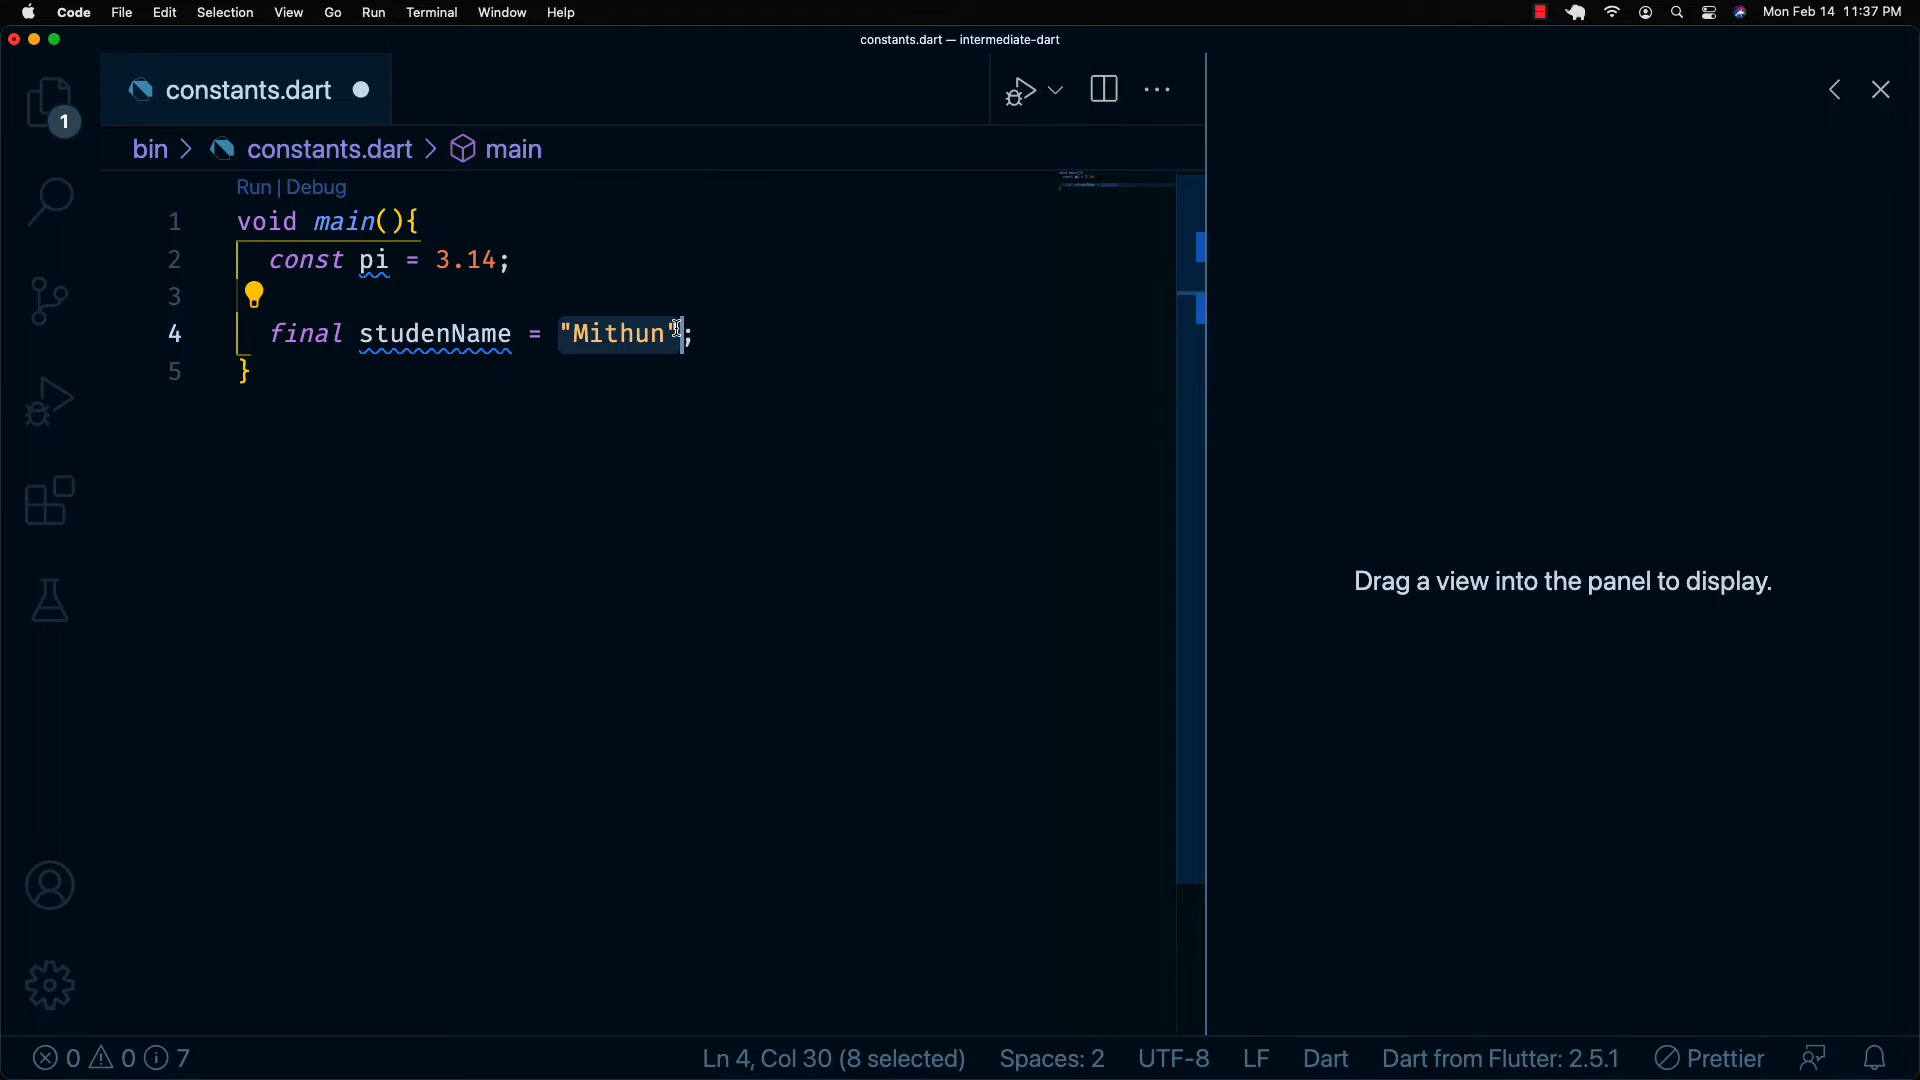 Code File Edit Selection View Go Run Terminal Window Help Mon Feb 14 11:37 PM
constants.dart — intermediate-dart
constants.dart
1
bin > constants.dart > main
Run | Debug
1 void main(){
2 const pi = 3.14;
3
4 final studenName = "Mithun";
5 }
Drag a view into the panel to display.
0 0 7 Ln 4, Col 30 (8 selected) Spaces: 2 UTF-8 LF Dart Dart from Flutter: 2.5.1 Prettier